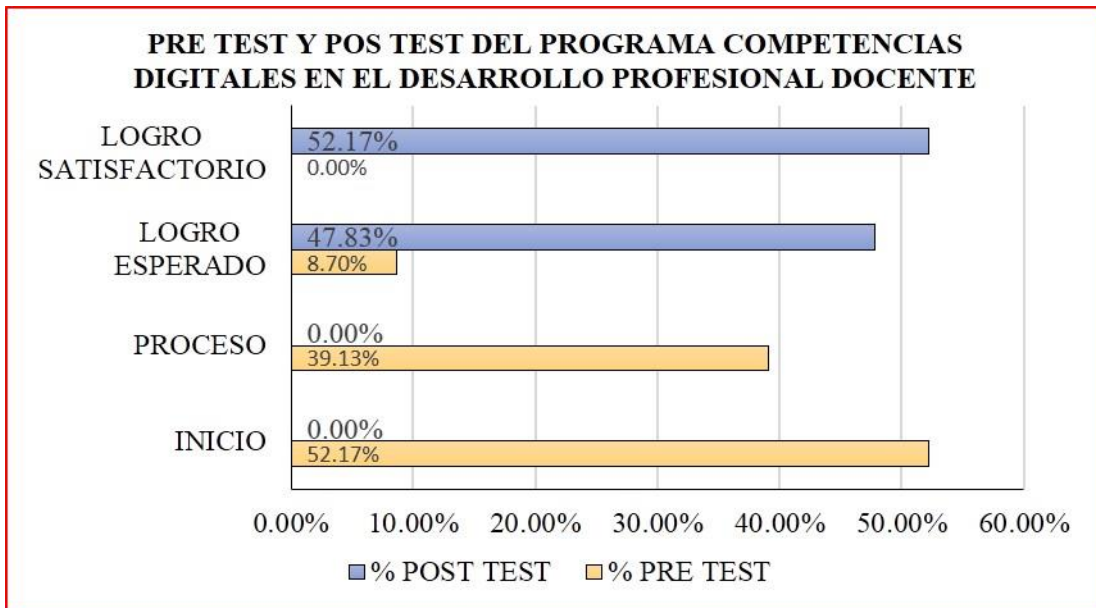 PRE TEST Y POS TEST DEL PROGRAMA COMPETENCIAS
DIGITALES EN EL DESARROLLO PROFESIONAL DOCENTE
LOGRO
SATISFACTORIO
52.17%
0.00%
LOGRO
ESPERADO
47.83%
8.70%
PROCESO
0.00%
39.13%
INICIO
0.00%
52.17%
0.00% 10.00% 20.00% 30.00% 40.00% 50.00% 60.00%
% POST TEST % PRE TEST